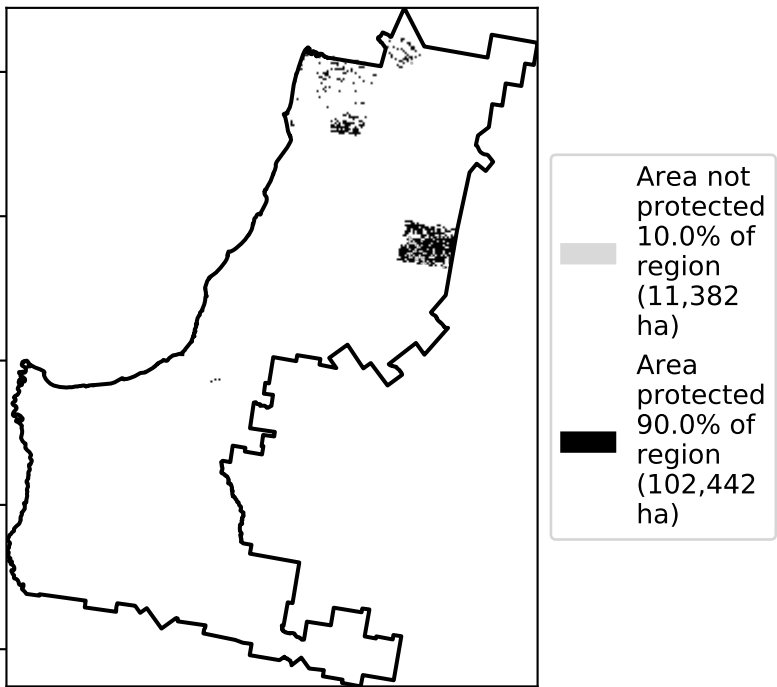 Area not
protected
10.0% of
region
(11,382
ha)
Area
protected
90.0% of
region
(102,442
ha)